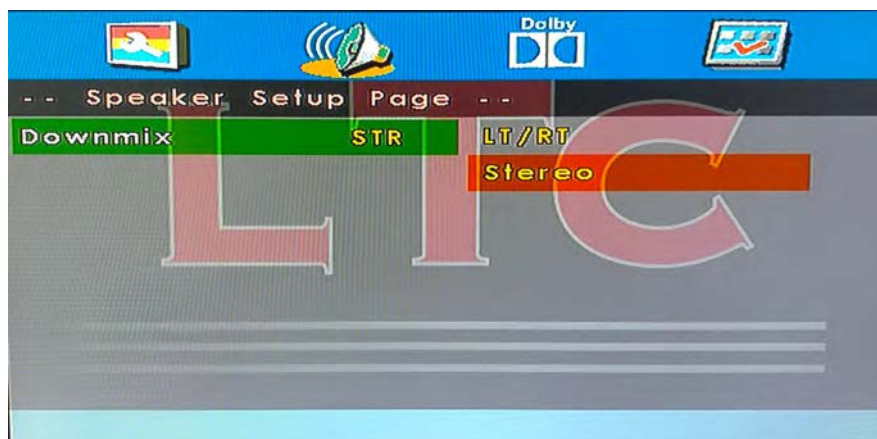 Dolby
-- Speaker Setup Page --
Downmix STR LT/RT
Stereo
LTC